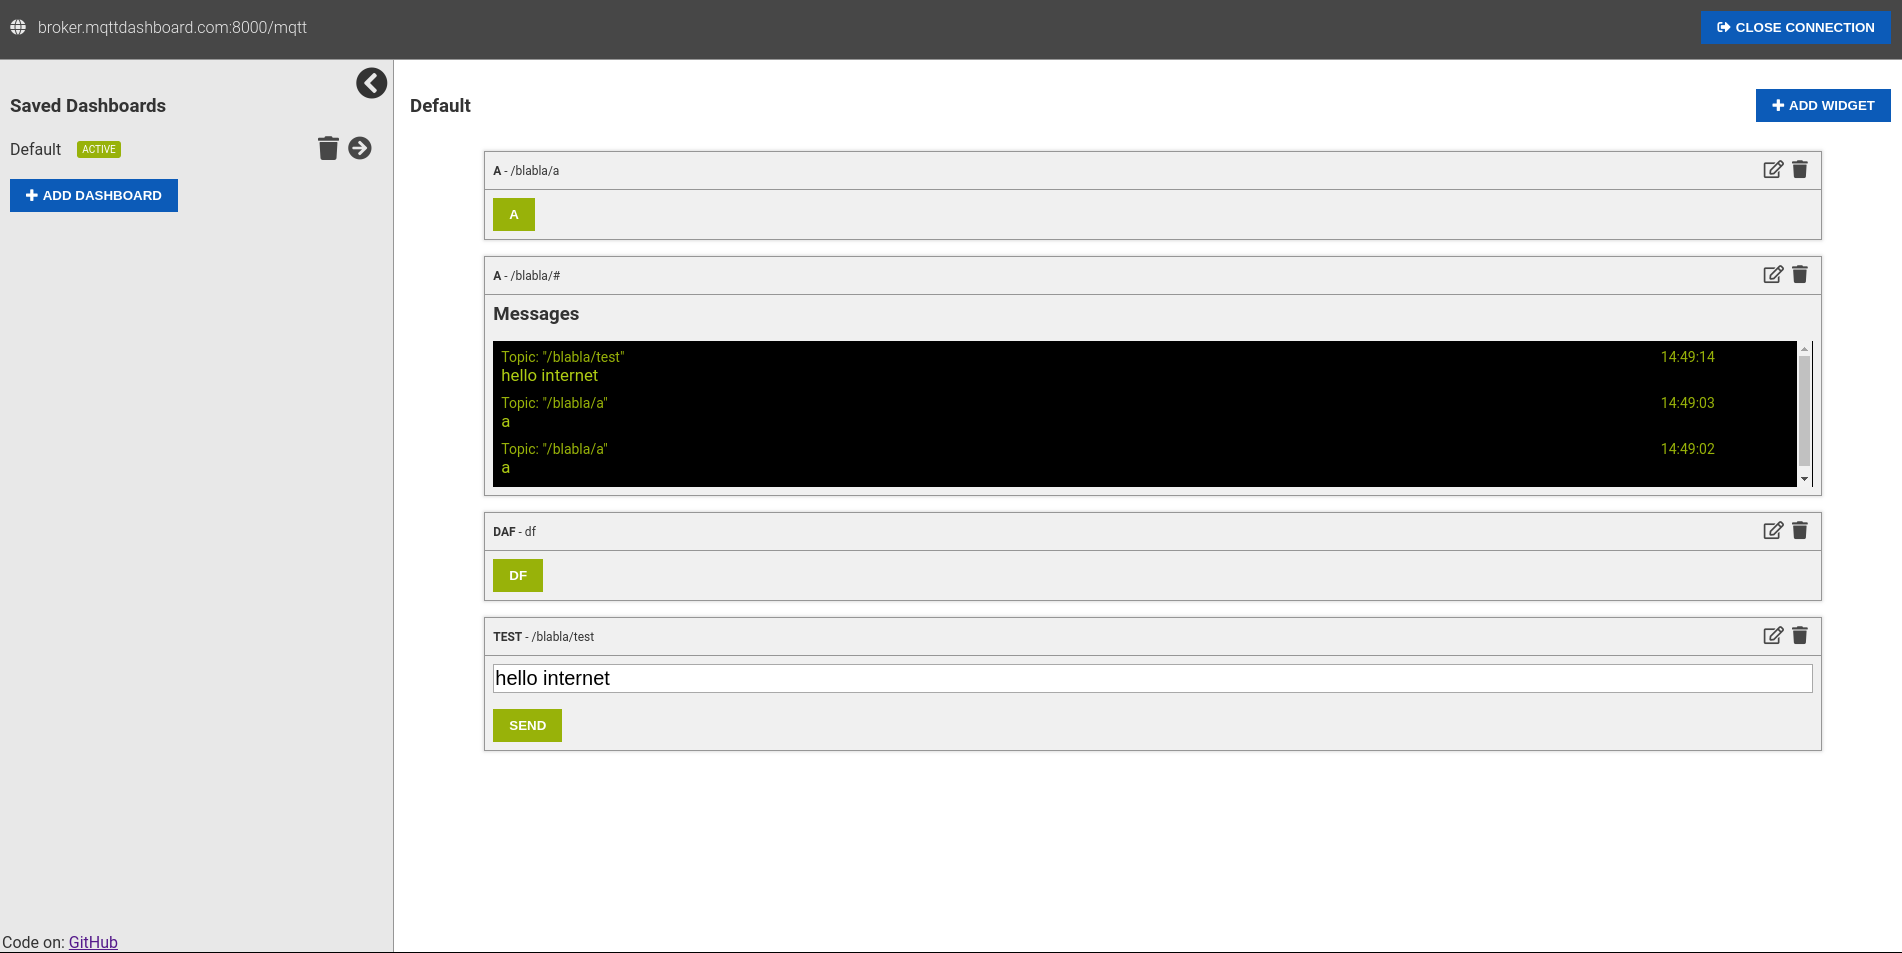 broker.mqttdashboard.com:8000/mqtt
CLOSE CONNECTION
Saved Dashboards
Default ACTIVE
ADD DASHBOARD
Default
ADD WIDGET
A - /blabla/a
A
A - /blabla/#
Messages
Topic: "/blabla/test" 14:49:14
hello internet
Topic: "/blabla/a" 14:49:03
a
Topic: "/blabla/a" 14:49:02
a
DAF - df
DF
TEST - /blabla/test
hello internet
SEND
Code on: GitHub